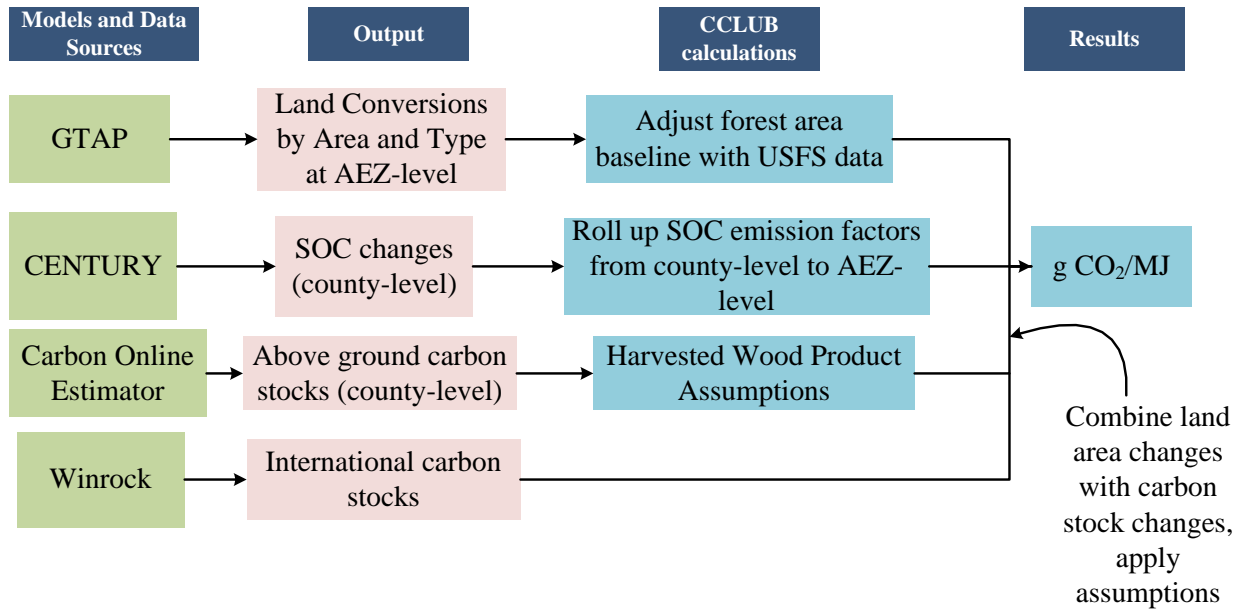 Models and Data
Sources
Output
CCLUB
calculations
Results
GTAP
Land Conversions
by Area and Type
at AEZ-level
Adjust forest area
baseline with USFS data
CENTURY
SOC changes
(county-level)
Roll up SOC emission factors
from county-level to AEZ-
level
g CO₂/MJ
Carbon Online
Estimator
Above ground carbon
stocks (county-level)
Harvested Wood Product
Assumptions
Winrock
International carbon
stocks
Combine land
area changes
with carbon
stock changes,
apply
assumptions